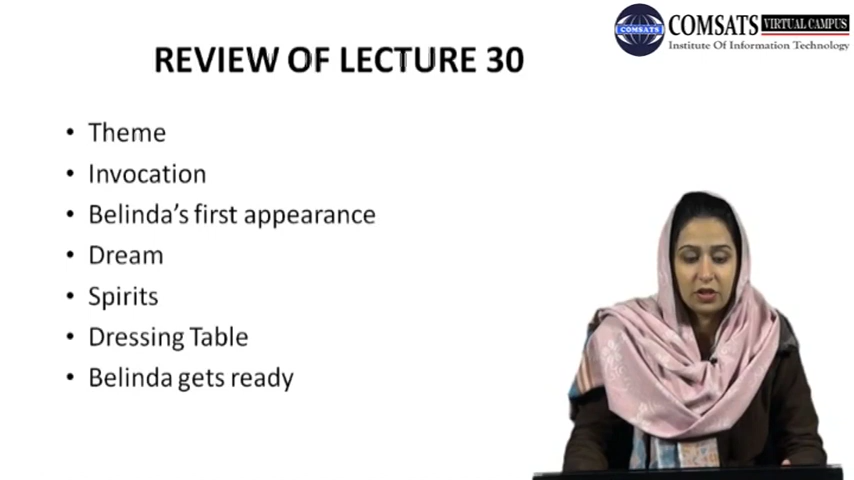 COMSATS VIRTUAL CAMPUS
COMSATS
Institute Of Information Technology
REVIEW OF LECTURE 30
• Theme
• Invocation
• Belinda’s first appearance
• Dream
• Spirits
• Dressing Table
• Belinda gets ready